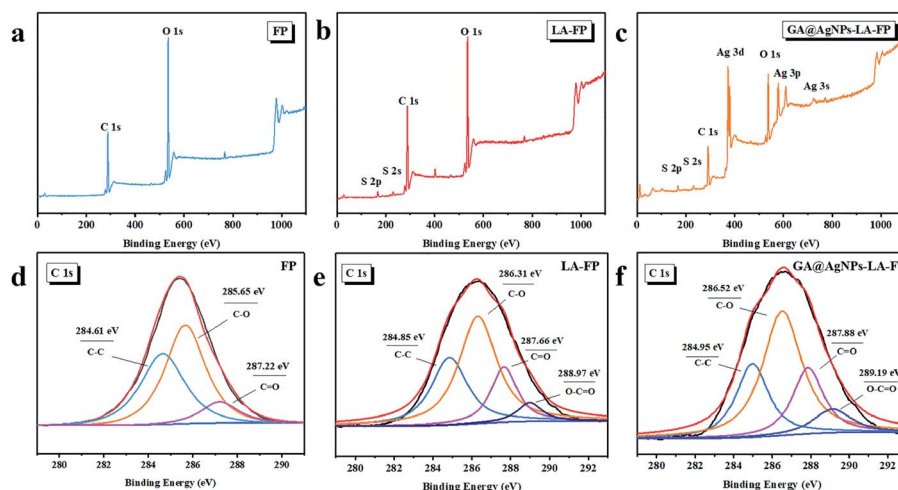 a
FP
O 1s
C 1s
0 200 400 600 800 1000
Binding Energy (eV)
b
LA-FP
O 1s
C 1s
S 2s
S 2p
0 200 400 600 800 1000
Binding Energy (eV)
c
GA@AgNPs-LA-FP
Ag 3d
O 1s
Ag 3p
Ag 3s
C 1s
S 2s
S 2p
0 200 400 600 800 1000
Binding Energy (eV)
d
C 1s
FP
285.65 eV
C-O
284.61 eV
C-C
287.22 eV
C=O
280 282 284 286 288 290
Binding Energy (eV)
e
C 1s
LA-FP
286.31 eV
C-O
284.85 eV
C-C
287.66 eV
C=O
288.97 eV
O-C=O
280 282 284 286 288 290 292
Binding Energy (eV)
f
C 1s
GA@AgNPs-LA-F
286.52 eV
C-O
287.88 eV
C=O
284.95 eV
C-C
289.19 eV
O-C=O
280 282 284 286 288 290 292
Binding Energy (eV)